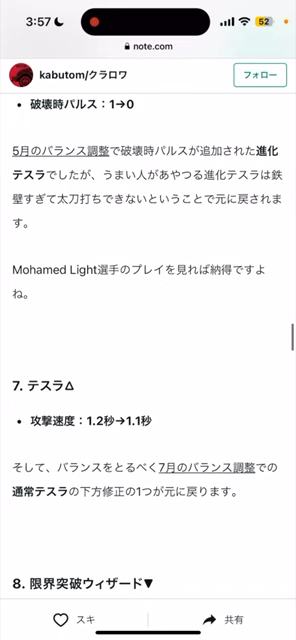 3:57
52
note.com
kabutom/クラロワ
フォロー
• 破壊時パルス：1→0
5月のバランス調整で破壊時パルスが追加された進化
テスラでしたが、うまい人があやつる進化テスラは鉄
壁すぎて太刀打ちできないということで元に戻されま
す。
Mohamed Light選手のプレイを見れば納得ですよ
ね。
7. テスラΔ
• 攻撃速度：1.2秒→1.1秒
そして、バランスをとるべく7月のバランス調整での
通常テスラの下方修正の1つが元に戻ります。
8. 限界突破ウィザード▼
スキ
共有